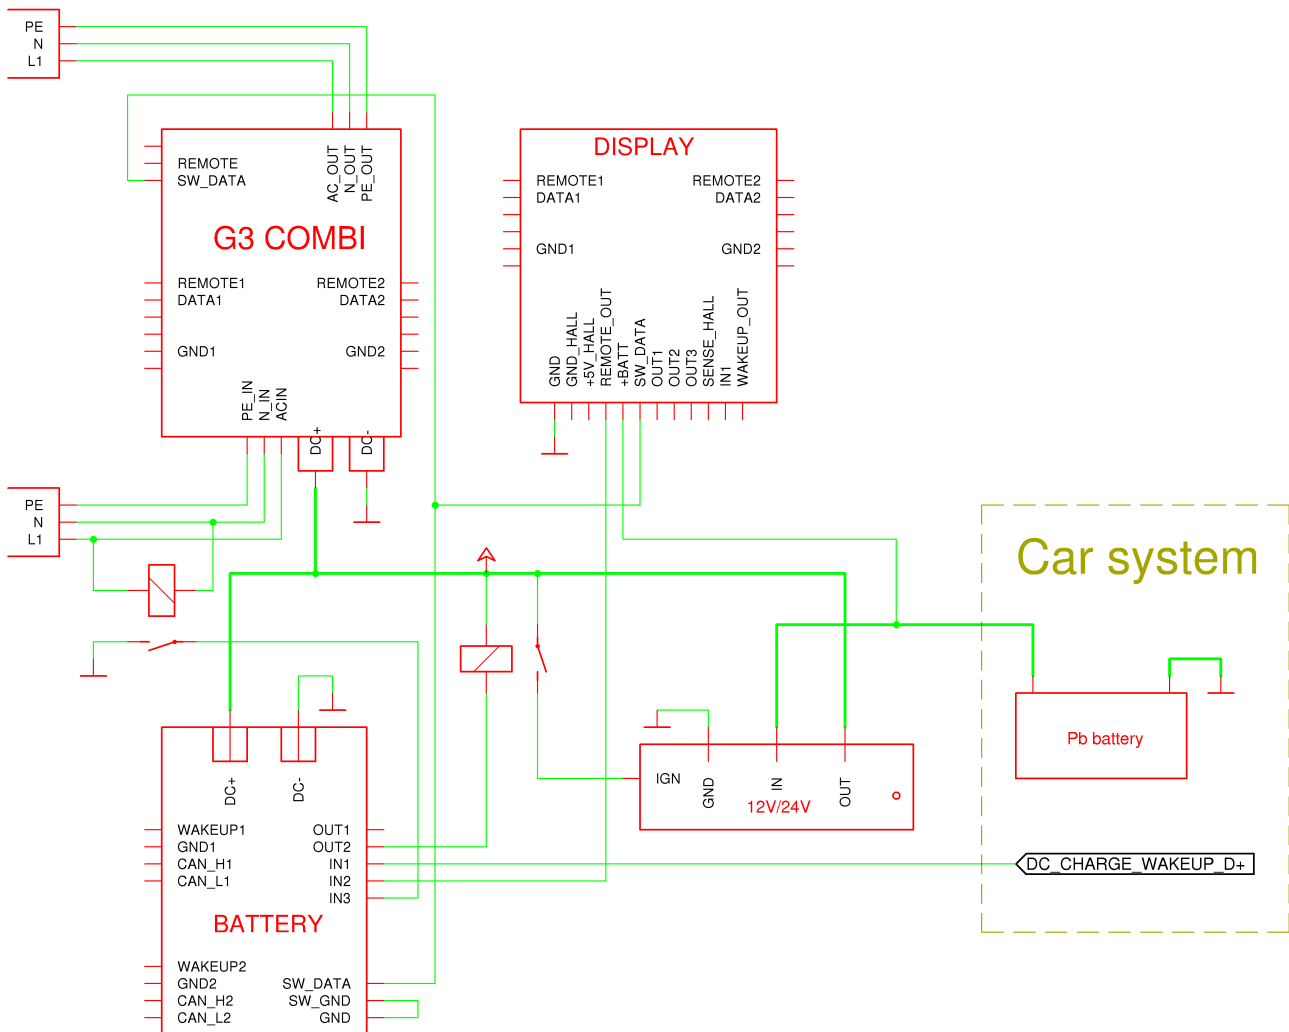 PE
N
L1
REMOTE
SW_DATA
AC_OUT
N_OUT
PE_OUT
G3 COMBI
REMOTE1
DATA1
GND1
REMOTE2
DATA2
GND2
PE_IN
N_IN
ACIN
DC+
DC-
DISPLAY
REMOTE1
DATA1
GND1
REMOTE2
DATA2
GND2
GND
GND_HALL
+5V_HALL
REMOTE_OUT
+BATT
SW_DATA
OUT1
OUT2
OUT3
SENSE_HALL
IN1
WAKEUP_OUT
PE
N
L1
Car system
Pb battery
IGN
GND
IN
OUT
12V/24V
DC_CHARGE_WAKEUP_D+
DC+
DC-
WAKEUP1
GND1
CAN_H1
CAN_L1
OUT1
OUT2
IN1
IN2
IN3
BATTERY
WAKEUP2
GND2
CAN_H2
CAN_L2
SW_DATA
SW_GND
GND